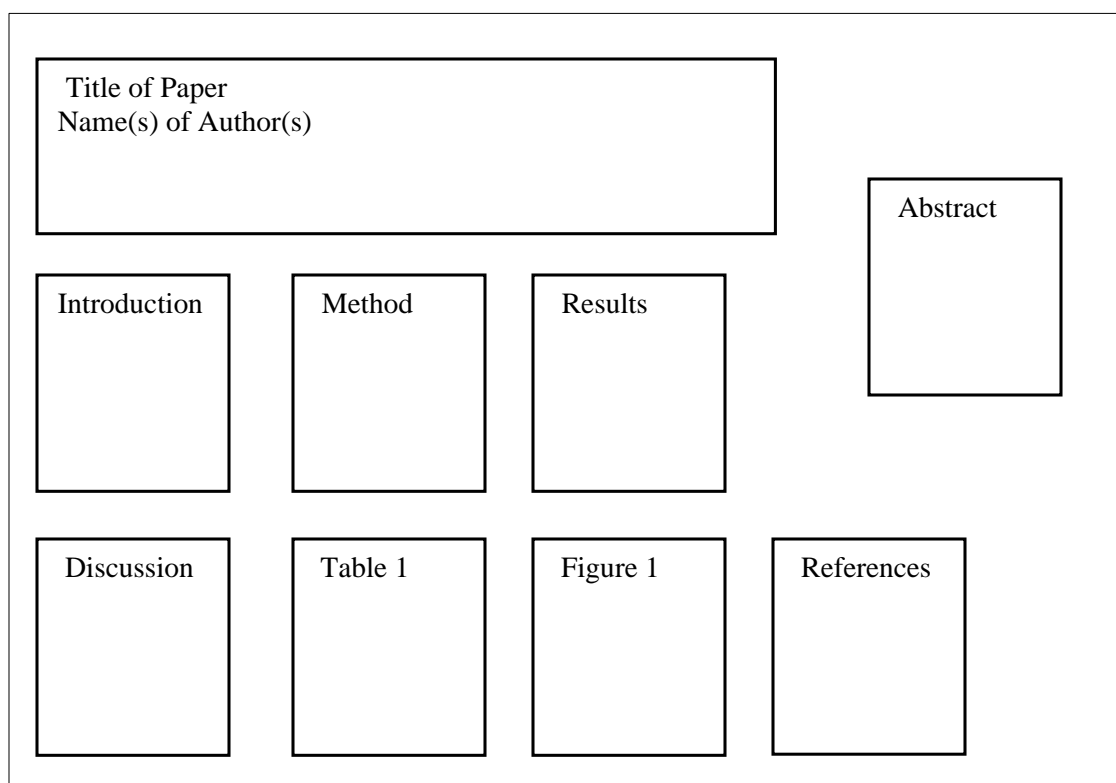 Title of Paper
Name(s) of Author(s)
Abstract
Introduction
Method
Results
Discussion
Table 1
Figure 1
References